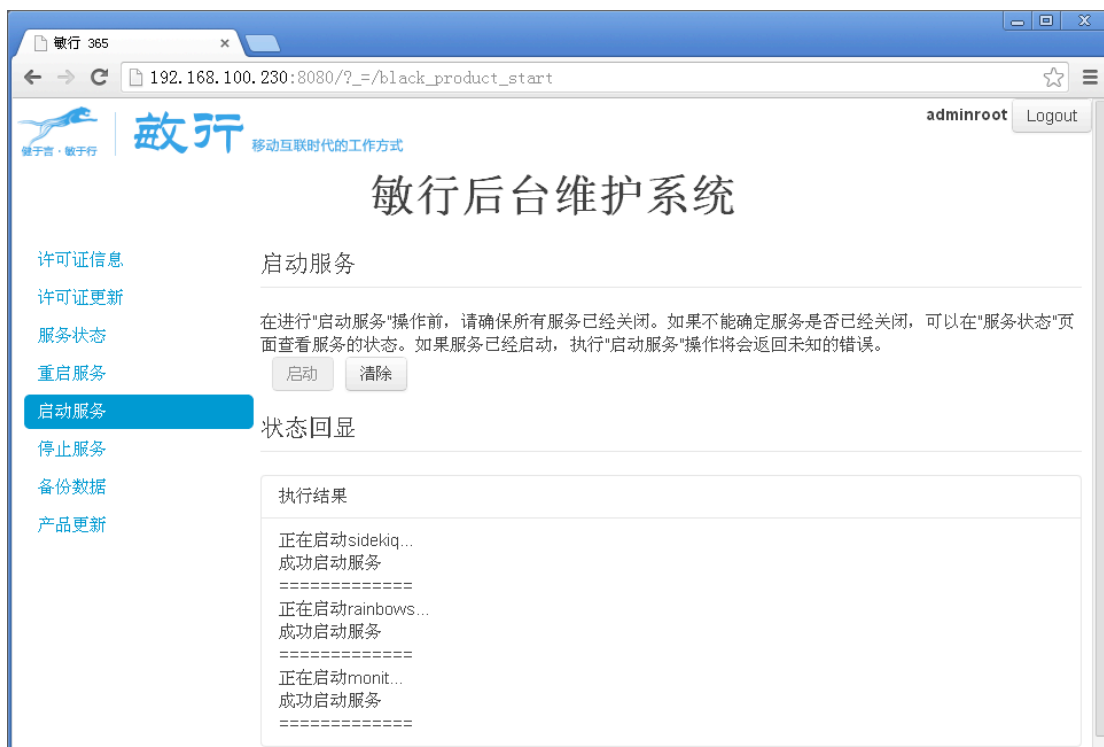 敏行 365
192.168.100.230:8080/?_=/black_product_start
健于言·敏于行
敏行 移动互联时代的工作方式
adminroot Logout
敏行后台维护系统
许可证信息
许可证更新
服务状态
重启服务
启动服务
停止服务
备份数据
产品更新
启动服务
在进行"启动服务"操作前，请确保所有服务已经关闭。如果不能确定服务是否已经关闭，可以在"服务状态"页
面查看服务的状态。如果服务已经启动，执行"启动服务"操作将会返回未知的错误。
启动 清除
状态回显
执行结果
正在启动sidekiq...
成功启动服务
=============
正在启动rainbows...
成功启动服务
=============
正在启动monit...
成功启动服务
=============